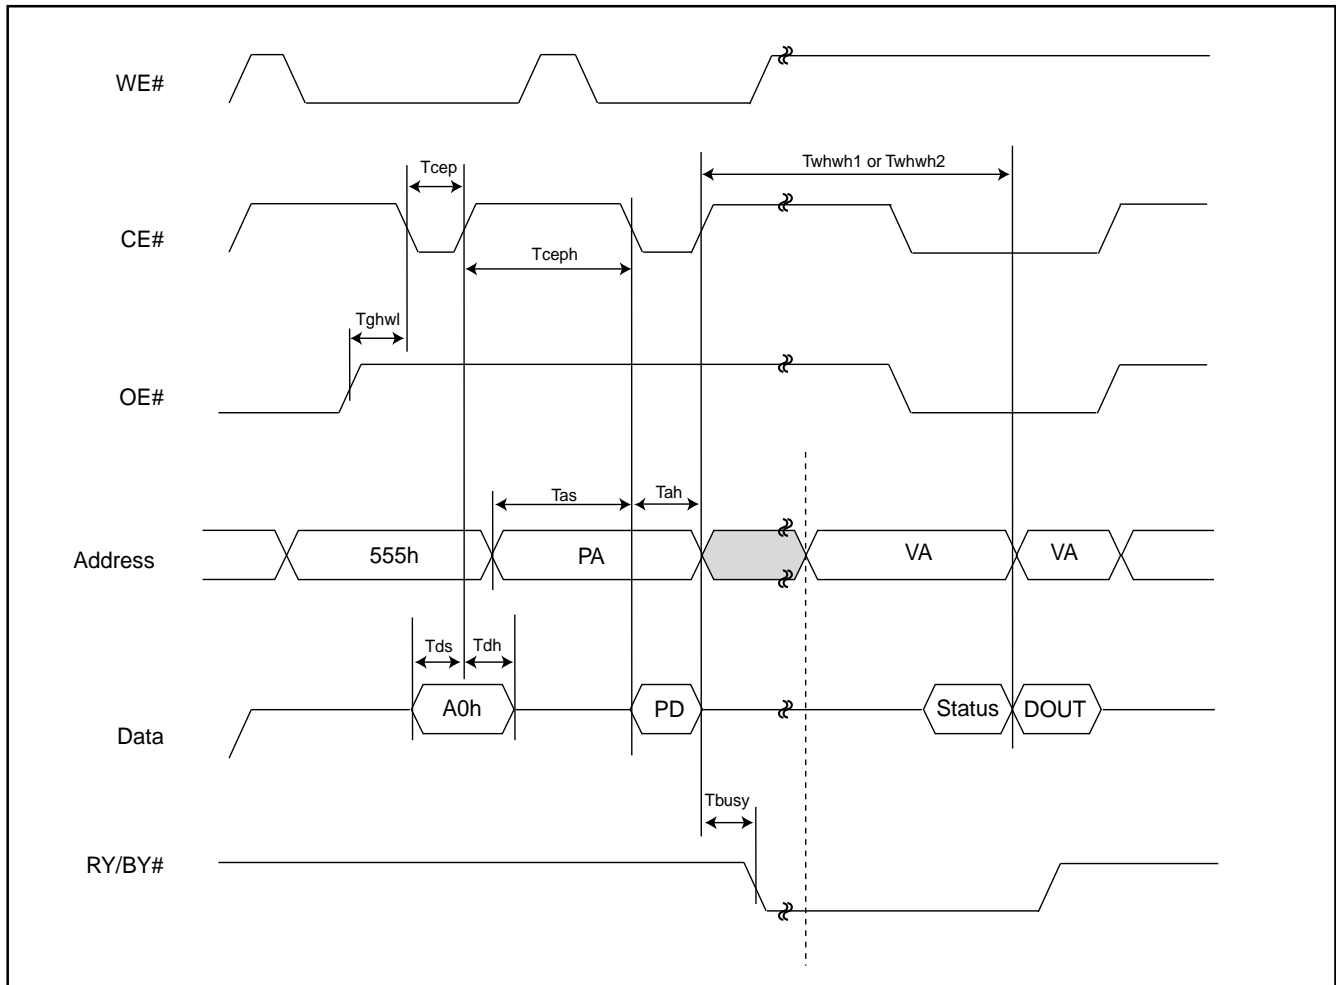 WE#
Twhwh1 or Twhwh2
Tcep
CE#
Tceph
Tghwl
OE#
Tas
Tah
Address
555h
PA
VA
VA
Tds
Tdh
A0h
PD
Status
DOUT
Data
Tbusy
RY/BY#